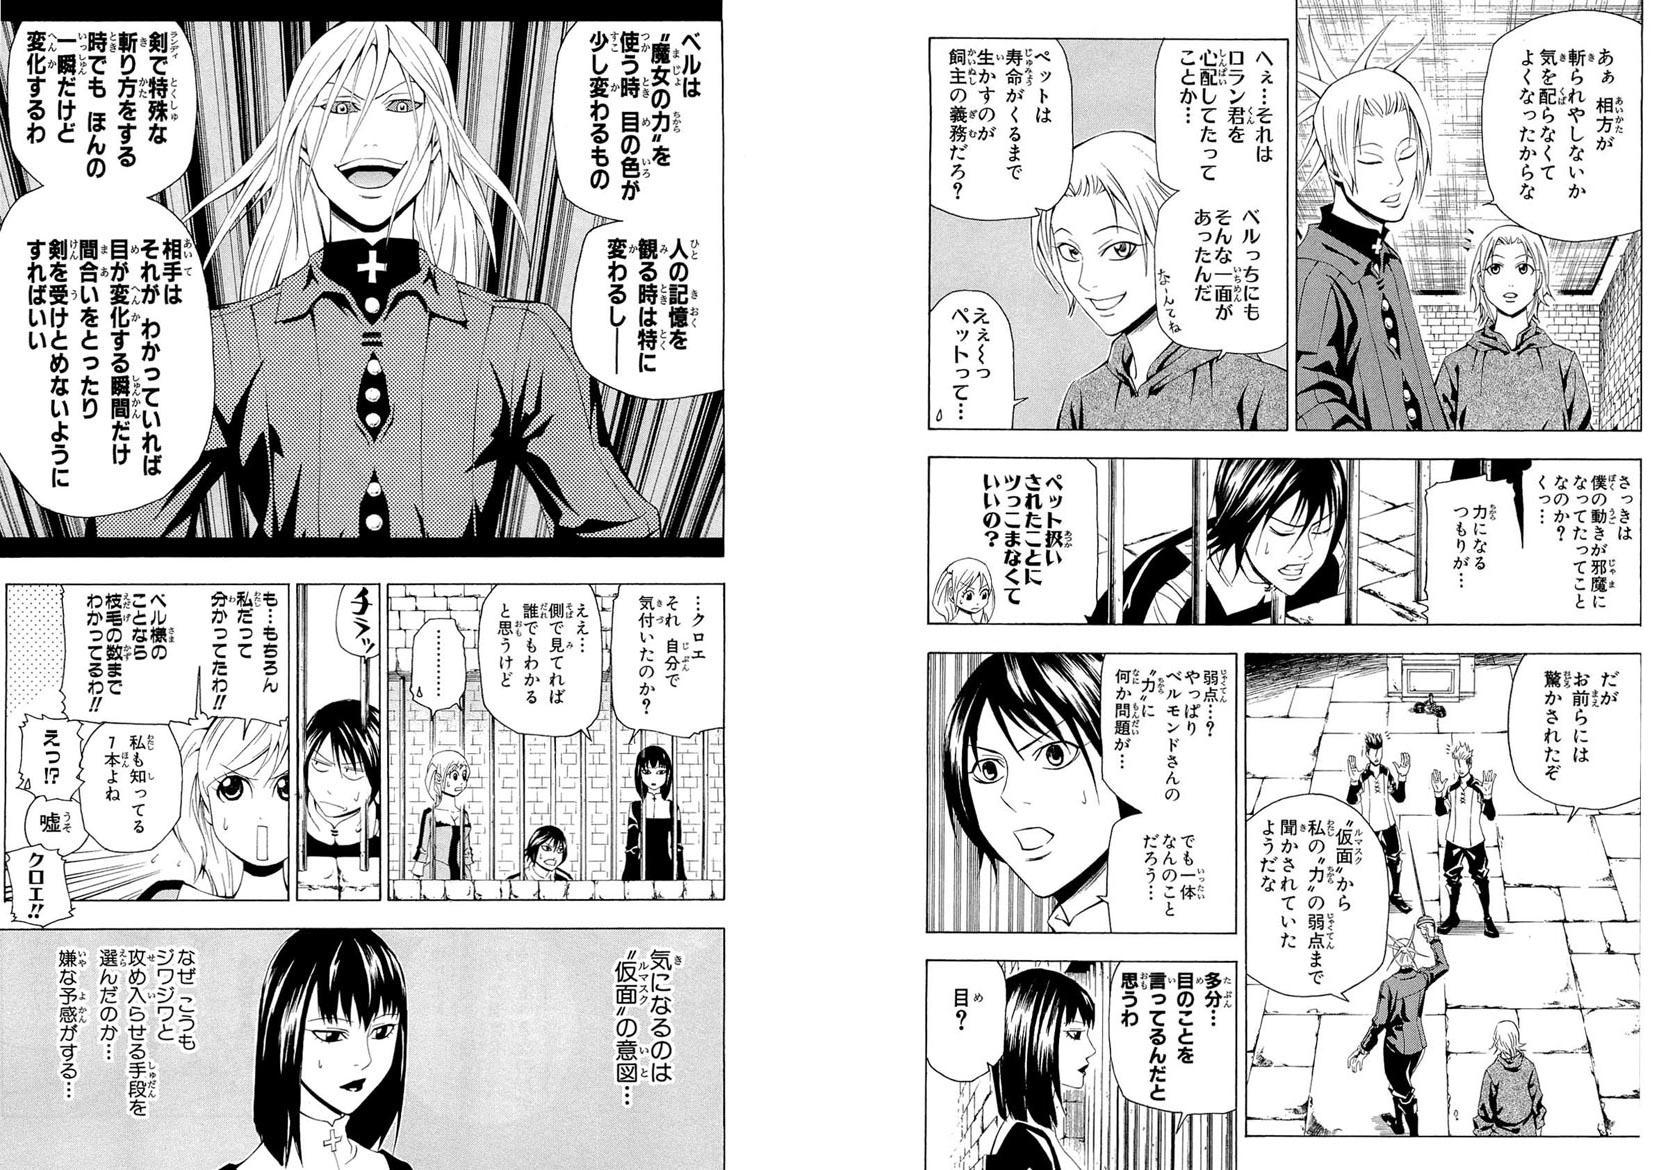 あぁ 相方が
斬られやしないか
気を配らなくて
よくなったからな
へぇ…それは
ロラン君を
心配してたって
ことか…
ベルっちにも
そんな一面が
あったんだ
なーんてね
ペットは
寿命がくるまで
生かすのが
飼主の義務だろ？
ええ～っ
ペットって…
さっきは
僕の動きが邪魔に
なってたってこと
なのか？
くっ…
力になる
つもりが…
ペット扱い
されたことに
ツっこまなくて
いいの？
だが
お前らには
驚かされたぞ
〝仮面〟から
私の〝力〟の弱点まで
聞かされていた
ようだな
弱点…？
やっぱり
ベルモンドさんの
〝力〟に
何か問題が…
でも一体
なんのこと
だろう…
多分…
目のことを
言ってるんだと
思うわ
目？
ベルは
〝魔女の力〟を
使う時 目の色が
少し変わるもの
人の記憶を
観る時は特に
変わるし――
剣で特殊な
斬り方をする
時でも ほんの
一瞬だけど
変化するわ
相手は
それが わかっていれば
目が変化する瞬間だけ
間合いをとったり
剣を受けとめないように
すればいい
…クロエ
それ 自分で
気付いたのか？
ええ…
側で見てれば
誰でもわかる
と思うけど
………
チラッ
も…もちろん
私だって
分かってたわ!!
ベル様の
ことなら
枝毛の数まで
わかってるわ!!
私も知ってる
7本よね
えっ!?
嘘
クロエ!!
気になるのは
〝仮面〟の意図…
なぜ こうも
ジワジワと
攻め入らせる手段を
選んだのか…
嫌な予感がする…